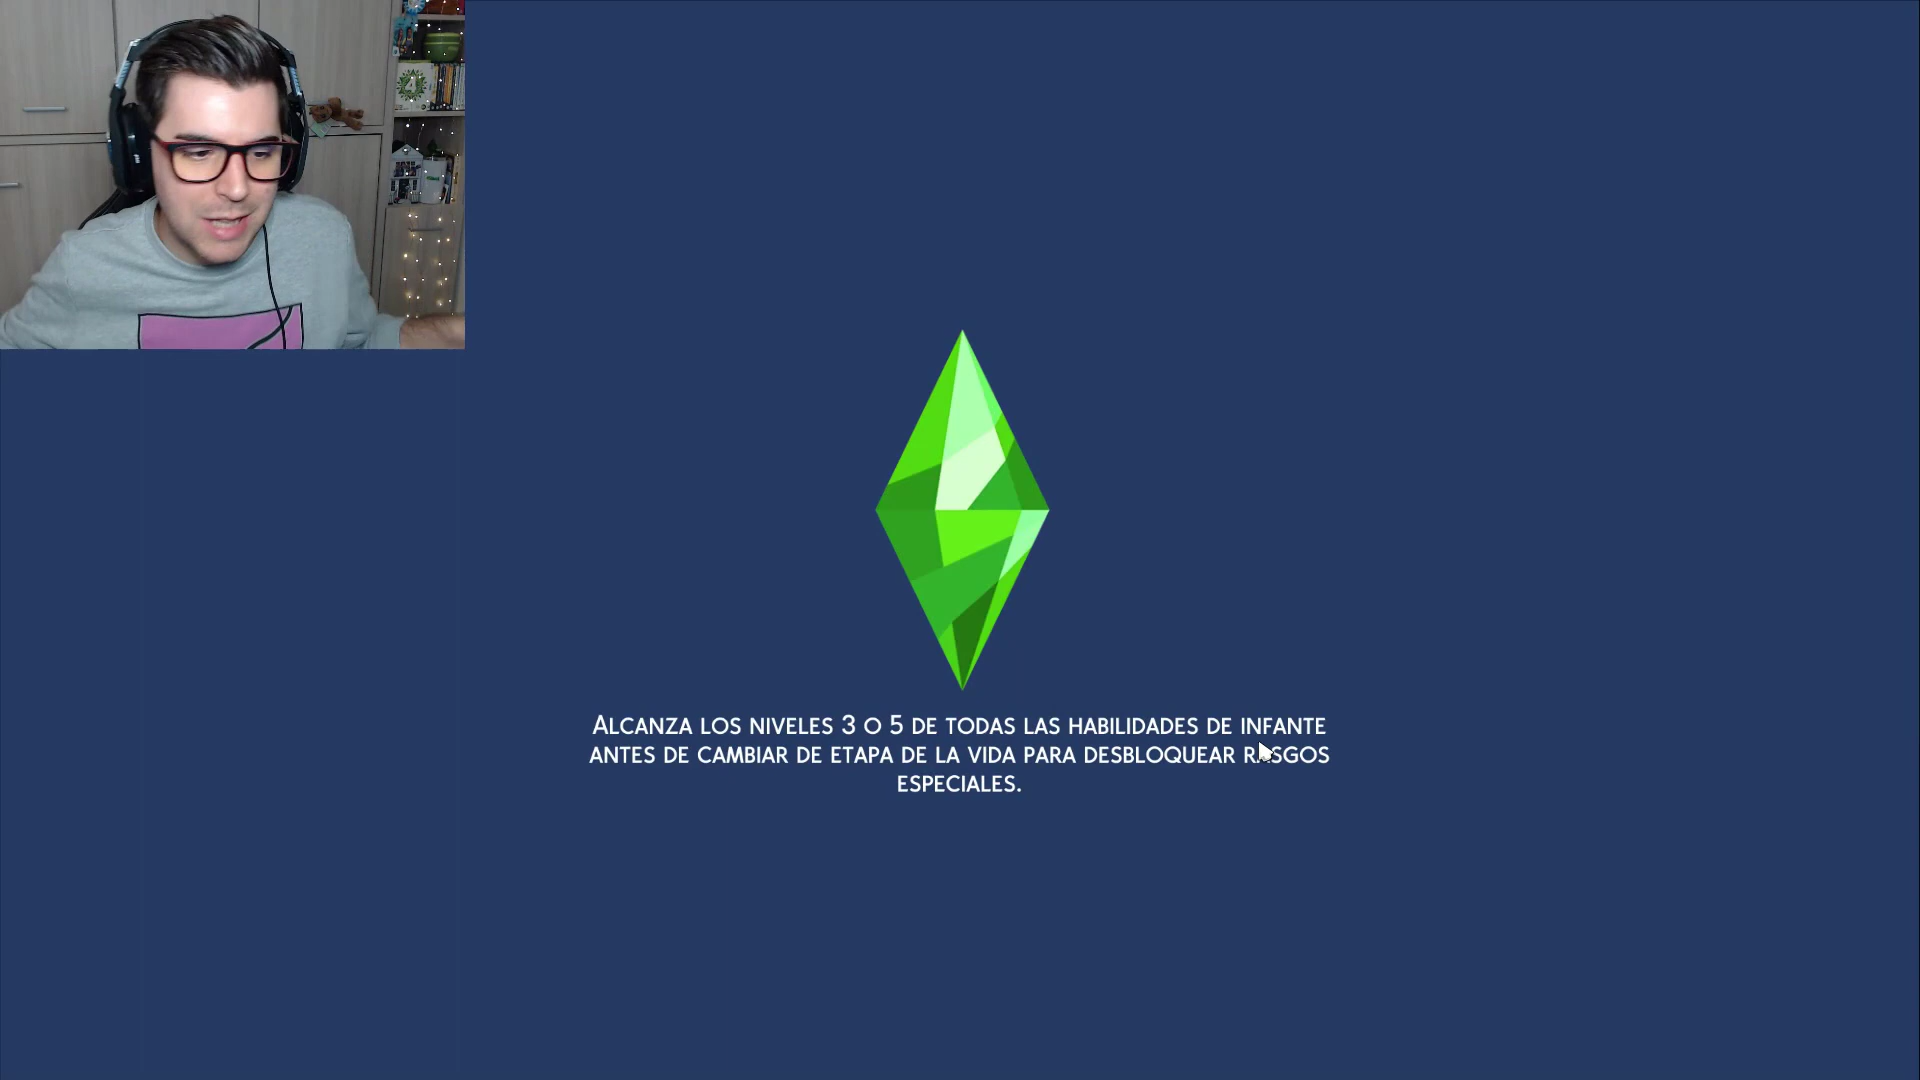 Alcanza los niveles 3 o 5 de todas las habilidades de infante
antes de cambiar de etapa de la vida para desbloquear rasgos
especiales.